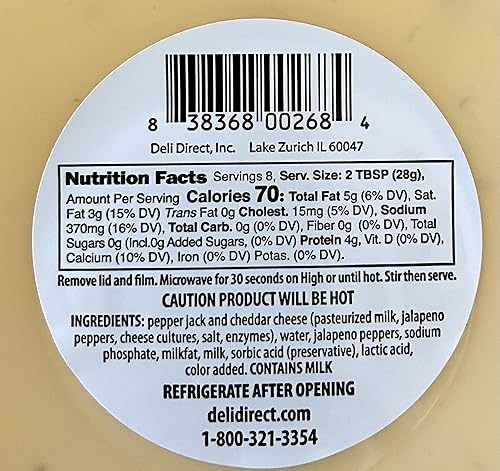 8 38368 00268 4
Deli Direct, Inc. Lake Zurich IL 60047
Nutrition Facts Servings 8, Serv. Size: 2 TBSP (28g),
Amount Per Serving Calories 70: Total Fat 5g (6% DV), Sat.
Fat 3g (15% DV) Trans Fat 0g Cholest. 15mg (5% DV), Sodium
370mg (16% DV), Total Carb. 0g (0% DV), Fiber 0g (0% DV), Total
Sugars 0g (Incl.0g Added Sugars, (0% DV) Protein 4g, Vit. D (0% DV),
Calcium (10% DV), Iron (0% DV) Potas. (0% DV).
Remove lid and film. Microwave for 30 seconds on High or until hot. Stir then serve.
CAUTION PRODUCT WILL BE HOT
INGREDIENTS: pepper jack and cheddar cheese (pasteurized milk, jalapeno
peppers, cheese cultures, salt, enzymes), water, jalapeno peppers, sodium
phosphate, milkfat, milk, sorbic acid (preservative), lactic acid,
color added. CONTAINS MILK
REFRIGERATE AFTER OPENING
delidirect.com
1-800-321-3354